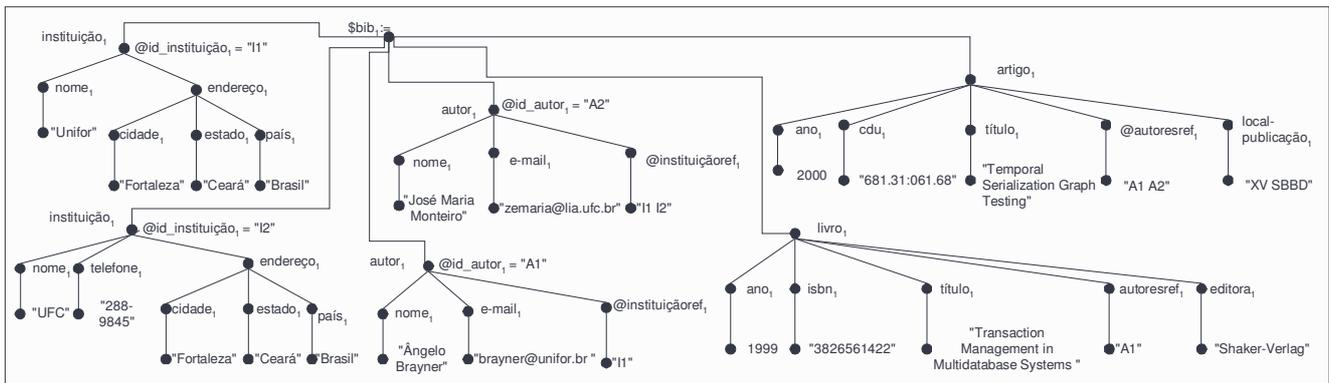 $bib₁:=
instituição₁
@id_instituição₁ = "I1"
nome₁
endereço₁
"Unifor"
cidade₁
estado₁
país₁
"Fortaleza"
"Ceará"
"Brasil"
instituição₁
@id_instituição₁ = "I2"
nome₁
telefone₁
endereço₁
"UFC"
"288-
9845"
cidade₁
estado₁
país₁
"Fortaleza"
"Ceará"
"Brasil"
autor₁
@id_autor₁ = "A2"
nome₁
e-mail₁
@instituiçãoref₁
"José Maria
Monteiro"
"zemaria@lia.ufc.br"
"I1 I2"
autor₁
@id_autor₁ = "A1"
nome₁
e-mail₁
@instituiçãoref₁
"Ângelo
Brayner"
"brayner@unifor.br "
"I1"
artigo₁
ano₁
cdu₁
título₁
@autoresref₁
local-
publicação₁
2000
"681.31:061.68"
"Temporal
Serialization Graph
Testing"
"A1 A2"
"XV SBBD"
livro₁
ano₁
isbn₁
título₁
autoresref₁
editora₁
1999
"3826561422"
"Transaction
Management in
Multidatabase Systems "
"A1"
"Shaker-Verlag"